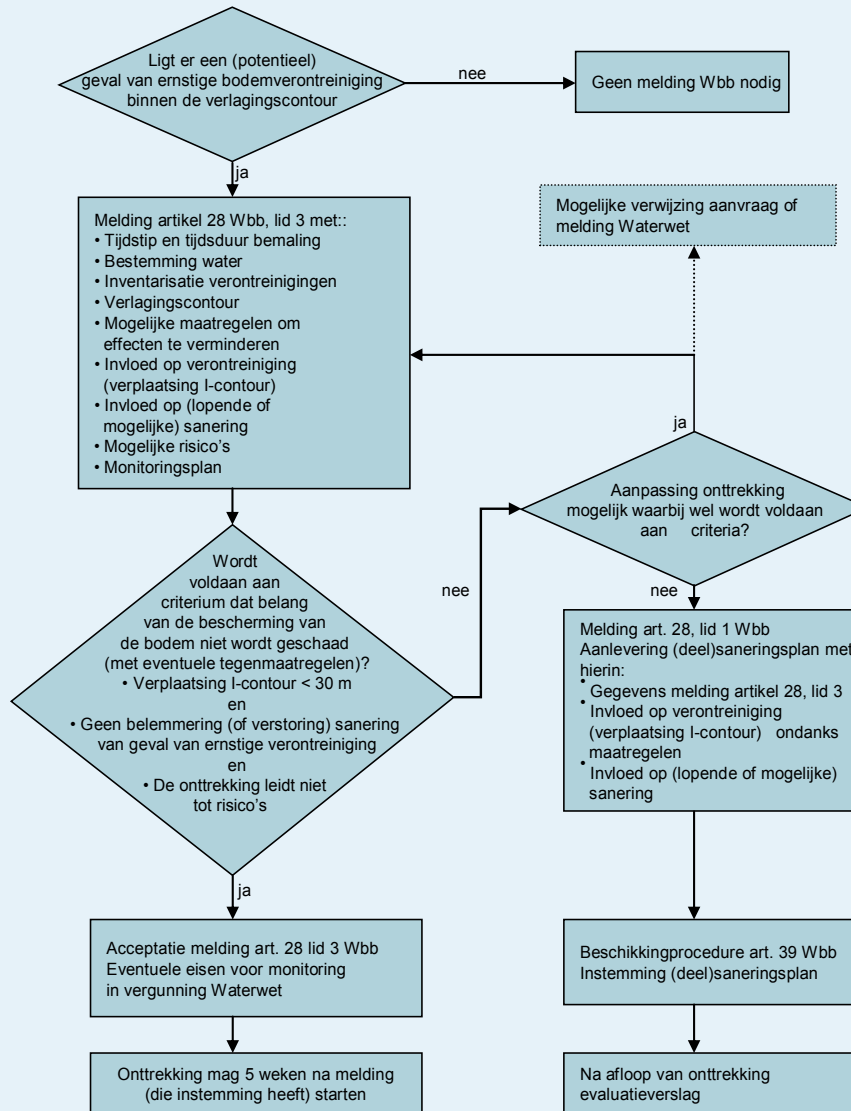 Ligt er een (potentieel)
geval van ernstige bodemverontreiniging
binnen de verlagingscontour
nee
Geen melding Wbb nodig
ja
Melding artikel 28 Wbb, lid 3 met::
• Tijdstip en tijdsduur bemaling
• Bestemming water
• Inventarisatie verontreinigingen
• Verlagingscontour
• Mogelijke maatregelen om
effecten te verminderen
• Invloed op verontreiniging
(verplaatsing I-contour)
• Invloed op (lopende of
mogelijke) sanering
• Mogelijke risico's
• Monitoringsplan
Mogelijke verwijzing aanvraag of
melding Waterwet
ja
Aanpassing onttrekking
mogelijk waarbij wel wordt voldaan
aan criteria?
nee
Wordt
voldaan aan
criterium dat belang
van de bescherming van
de bodem niet wordt geschaad
(met eventuele tegenmaatregelen)?
• Verplaatsing I-contour < 30 m
en
• Geen belemmering (of verstoring) sanering
van geval van ernstige verontreiniging
en
• De onttrekking leidt niet
tot risico's
nee
Melding art. 28, lid 1 Wbb
Aanlevering (deel)saneringsplan met
hierin:
• Gegevens melding artikel 28, lid 3
• Invloed op verontreiniging
(verplaatsing I-contour) ondanks
maatregelen
• Invloed op (lopende of mogelijke)
sanering
ja
Acceptatie melding art. 28 lid 3 Wbb
Eventuele eisen voor monitoring
in vergunning Waterwet
Beschikkingprocedure art. 39 Wbb
Instemming (deel)saneringsplan
Onttrekking mag 5 weken na melding
(die instemming heeft) starten
Na afloop van onttrekking
evaluatieverslag